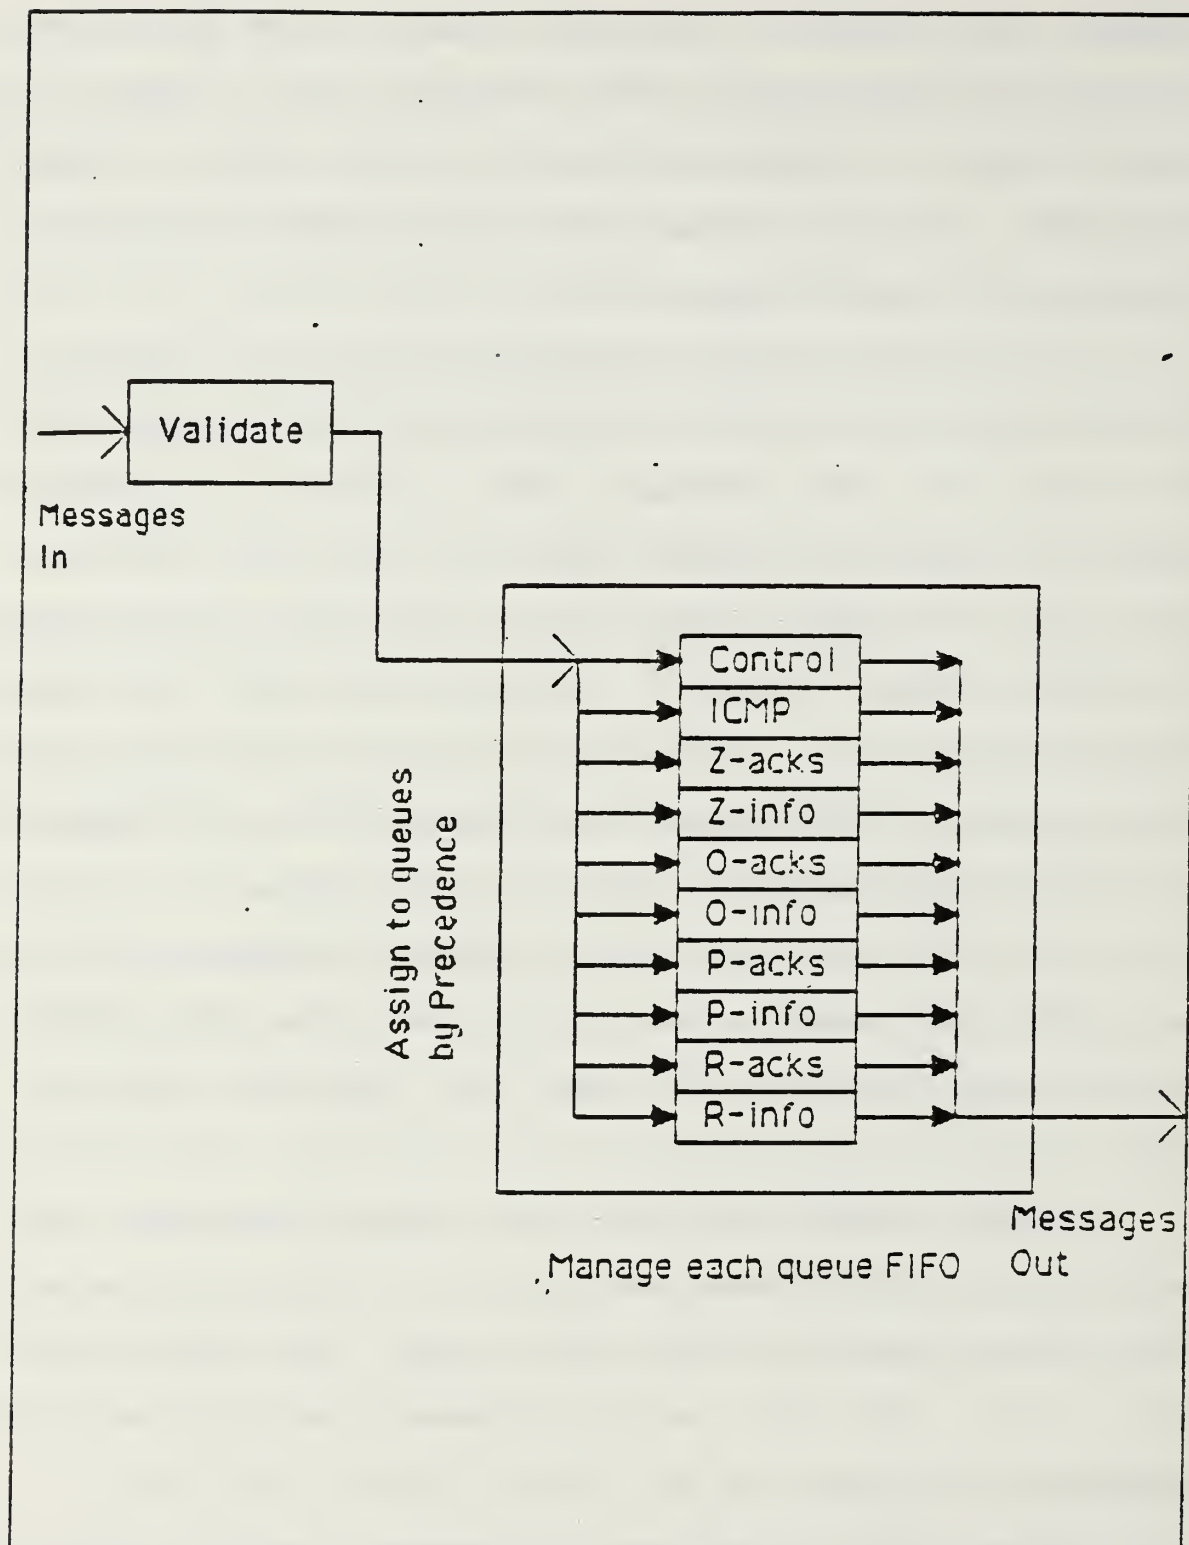 Validate
Messages
In
Assign to queues
by Precedence
Control
ICMP
Z-acks
Z-info
O-acks
O-info
P-acks
P-info
R-acks
R-info
Messages
Out
Manage each queue FIFO